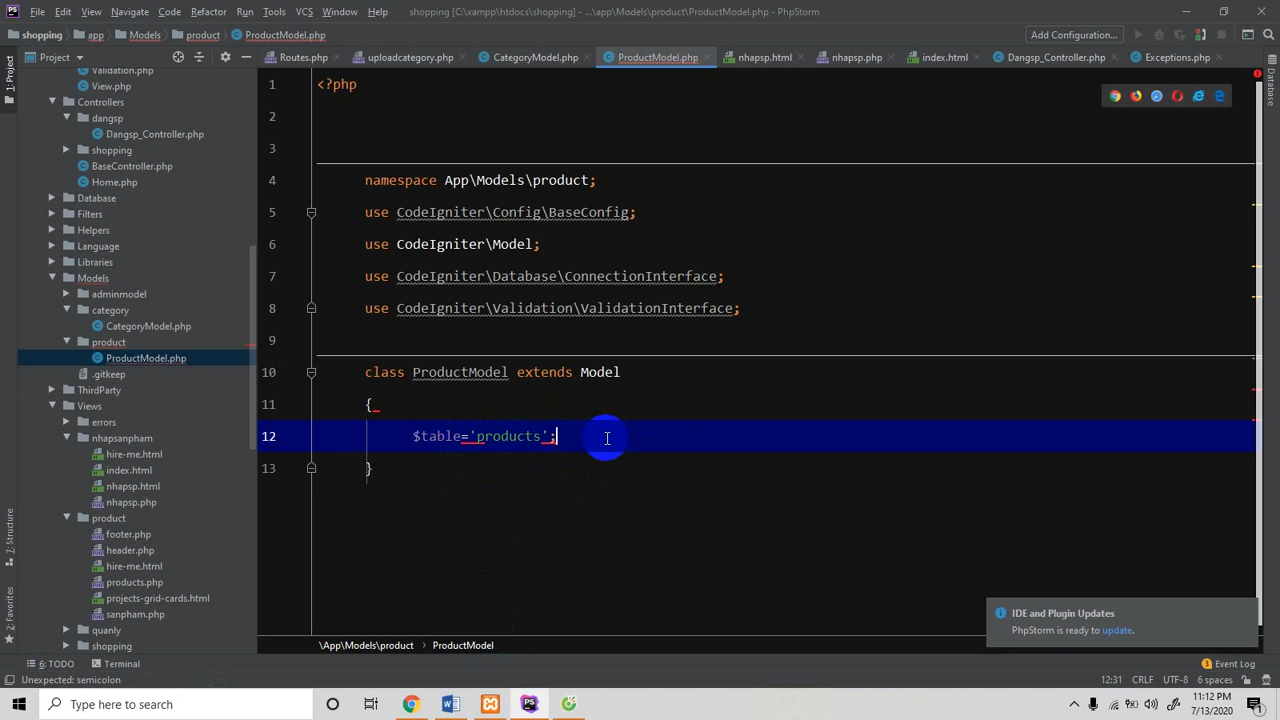 File Edit View Navigate Code Refactor Run Tools VCS Window Help shopping [C:\xampp\htdocs\shopping] - ...\app\Models\product\ProductModel.php - PhpStorm
shopping app Models product ProductModel.php Add Configuration...
Project Routes.php uploadcategory.php CategoryModel.php ProductModel.php nhapsp.html nhapsp.php index.html Dangsp_Controller.php Exceptions.php
1: Project
7: Structure
2: Favorites
Database
Validation.php
View.php
Controllers
dangsp
Dangsp_Controller.php
shopping
BaseController.php
Home.php
Database
Filters
Helpers
Language
Libraries
Models
adminmodel
category
CategoryModel.php
product
ProductModel.php
.gitkeep
ThirdParty
Views
errors
nhapsanpham
hire-me.html
index.html
nhapsp.html
nhapsp.php
product
footer.php
header.php
hire-me.html
products.php
projects-grid-cards.html
sanpham.php
quanly
shopping
1 <?php
2
3
4 namespace App\Models\product;
5 use CodeIgniter\Config\BaseConfig;
6 use CodeIgniter\Model;
7 use CodeIgniter\Database\ConnectionInterface;
8 use CodeIgniter\Validation\ValidationInterface;
9
10 class ProductModel extends Model
11 {
12 $table='products';
13 }
IDE and Plugin Updates
PhpStorm is ready to update.
\App\Models\product ProductModel
6: TODO Terminal 3 Event Log
Unexpected: semicolon 12:31 CRLF UTF-8 6 spaces
Type here to search
11:12 PM
7/13/2020